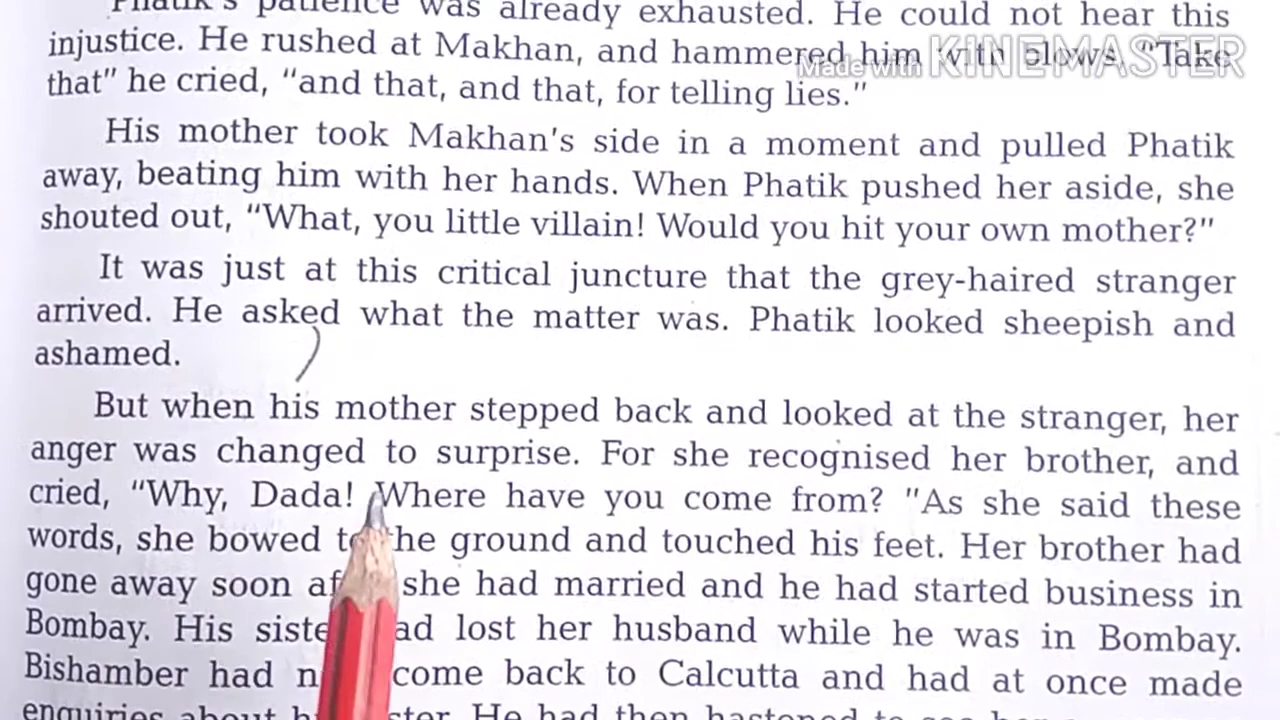 Phatik's patience was already exhausted. He could not hear this
injustice. He rushed at Makhan, and hammered him with blows. "Take
Made with KINEMASTER
that" he cried, "and that, and that, for telling lies."
His mother took Makhan's side in a moment and pulled Phatik
away, beating him with her hands. When Phatik pushed her aside, she
shouted out, "What, you little villain! Would you hit your own mother?"
It was just at this critical juncture that the grey-haired stranger
arrived. He asked what the matter was. Phatik looked sheepish and
ashamed.
But when his mother stepped back and looked at the stranger, her
anger was changed to surprise. For she recognised her brother, and
cried, "Why, Dada! Where have you come from? "As she said these
words, she bowed to the ground and touched his feet. Her brother had
gone away soon she had married and he had started business in
Bombay. His had lost her husband while he was in Bombay.
Bishamber had come back to Calcutta and had at once made
enquiries about He had then hastened to see her